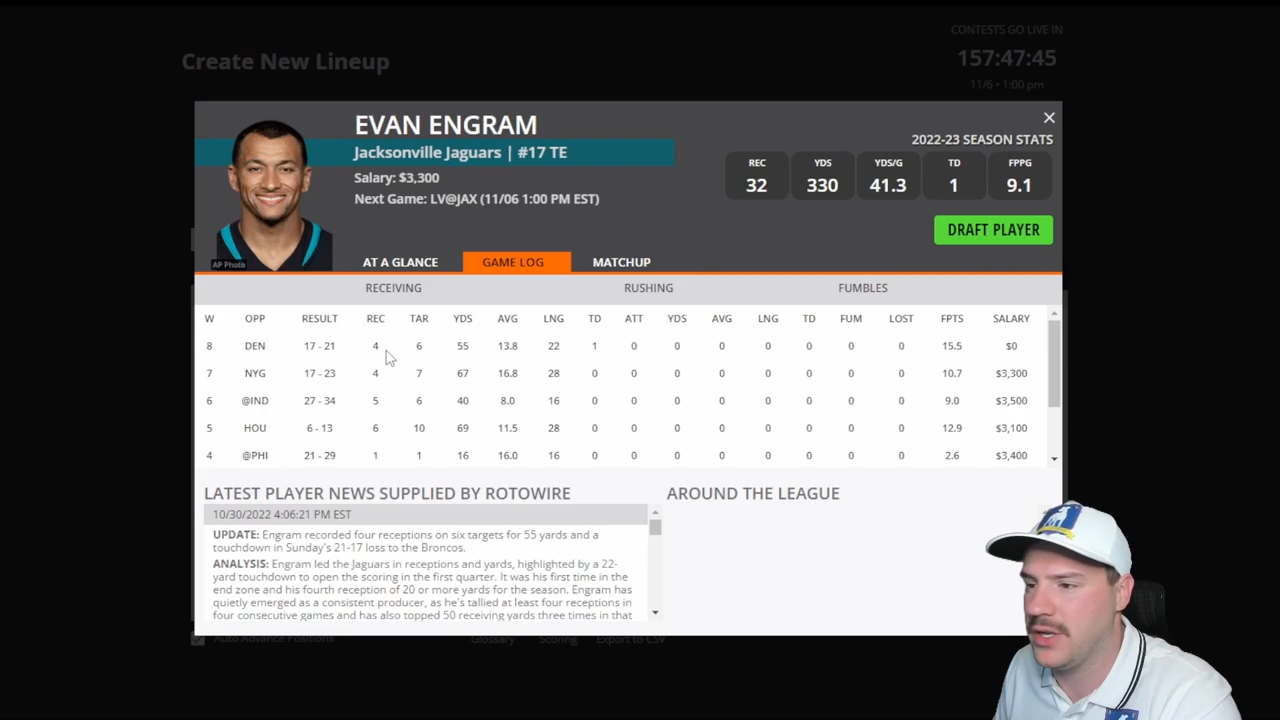 CONTESTS GO LIVE IN
Create New Lineup
157:47:45
11/6 • 1:00 pm
EVAN ENGRAM
Jacksonville Jaguars | #17 TE
Salary: $3,300
Next Game: LV@JAX (11/06 1:00 PM EST)
2022-23 SEASON STATS
REC YDS YDS/G TD FPPG
32 330 41.3 1 9.1
DRAFT PLAYER
AP Photo
AT A GLANCE GAME LOG MATCHUP
RECEIVING RUSHING FUMBLES
W OPP RESULT REC TAR YDS AVG LNG TD ATT YDS AVG LNG TD FUM LOST FPTS SALARY
8 DEN 17 - 21 4 6 55 13.8 22 1 0 0 0 0 0 0 0 15.5 $0
7 NYG 17 - 23 4 7 67 16.8 28 0 0 0 0 0 0 0 0 10.7 $3,300
6 @IND 27 - 34 5 6 40 8.0 16 0 0 0 0 0 0 0 0 9.0 $3,500
5 HOU 6 - 13 6 10 69 11.5 28 0 0 0 0 0 0 0 0 12.9 $3,100
4 @PHI 21 - 29 1 1 16 16.0 16 0 0 0 0 0 0 0 0 2.6 $3,400
LATEST PLAYER NEWS SUPPLIED BY ROTOWIRE
10/30/2022 4:06:21 PM EST
UPDATE: Engram recorded four receptions on six targets for 55 yards and a
touchdown in Sunday's 21-17 loss to the Broncos.
ANALYSIS: Engram led the Jaguars in receptions and yards, highlighted by a 22-
yard touchdown to open the scoring in the first quarter. It was his first time in the
end zone and his fourth reception of 20 or more yards for the season. Engram has
quietly emerged as a consistent producer, as he's tallied at least four receptions in
four consecutive games and has also topped 50 receiving yards three times in that
AROUND THE LEAGUE
Auto Advance Positions
Glossary Scoring Export to CSV